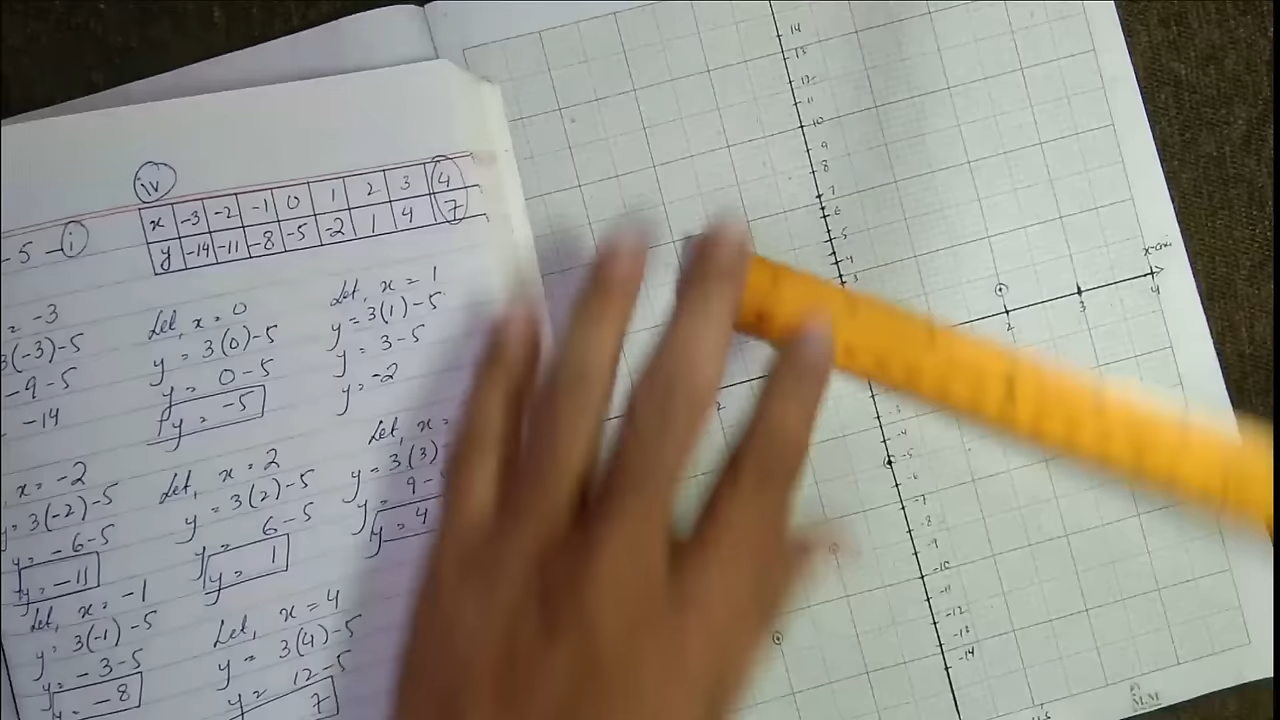 iv
- 5 - i
x -3 -2 -1 0 1 2 3 4
y -14 -11 -8 -5 -2 1 4 7
= -3
3(-3)-5
-9-5
-14
Let, x = 0
y = 3(0)-5
y = 0-5
y = -5
Let, x = 1
y = 3(1)-5
y = 3-5
y = -2
, x = -2
y = 3(-2)-5
y = -6-5
y = -11
Let, x = 2
y = 3(2)-5
y = 6-5
y = 1
Let, x =
y = 3(3)
y = 9-
y = 4
Let, x = -1
y = 3(-1)-5
y = -3-5
y = -8
Let, x = 4
y = 3(4)-5
y = 12-5
7
14
13
12
11
10
9
8
7
6
5
4
3
x-axis
2
3
4
2
-3
-4
-5
-6
-7
-8
-9
-10
-11
-12
-13
-14
M.M